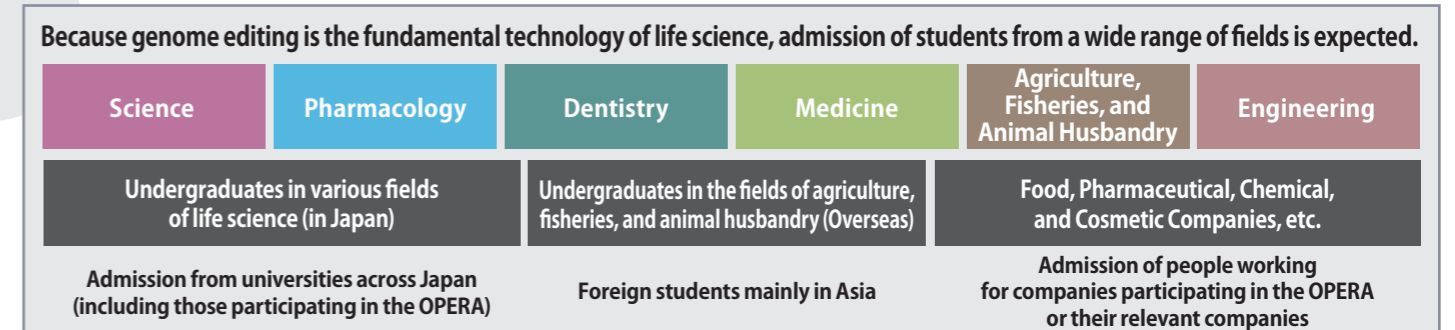 Because genome editing is the fundamental technology of life science, admission of students from a wide range of fields is expected.
Science
Pharmacology
Dentistry
Medicine
Agriculture,
Fisheries, and
Animal Husbandry
Engineering
Undergraduates in various fields
of life science (in Japan)
Undergraduates in the fields of agriculture,
fisheries, and animal husbandry (Overseas)
Food, Pharmaceutical, Chemical,
and Cosmetic Companies, etc.
Admission from universities across Japan
(including those participating in the OPERA)
Foreign students mainly in Asia
Admission of people working
for companies participating in the OPERA
or their relevant companies